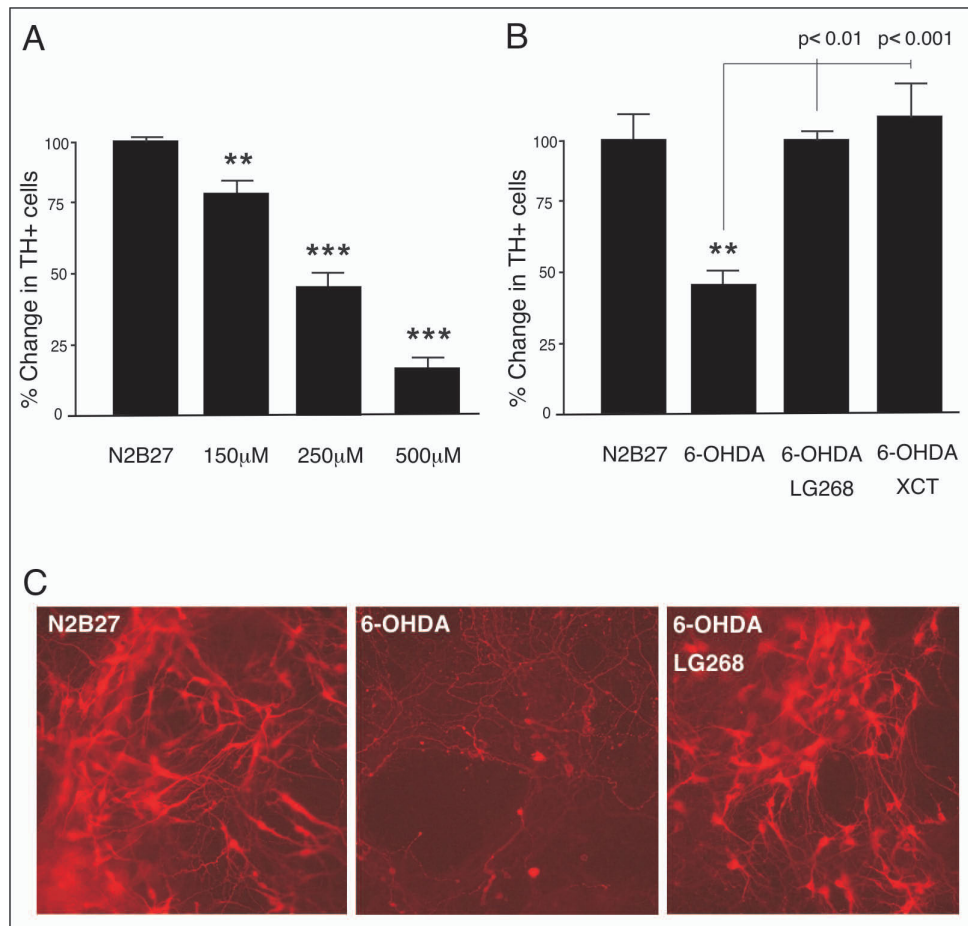 A
% Change in TH+ cells
100
75
50
25
0
**
***
***
N2B27 150μM 250μM 500μM
B
p< 0.01 p< 0.001
% Change in TH+ cells
100
75
50
25
0
**
N2B27 6-OHDA 6-OHDA 6-OHDA
LG268 XCT
C
N2B27
6-OHDA
6-OHDA
LG268